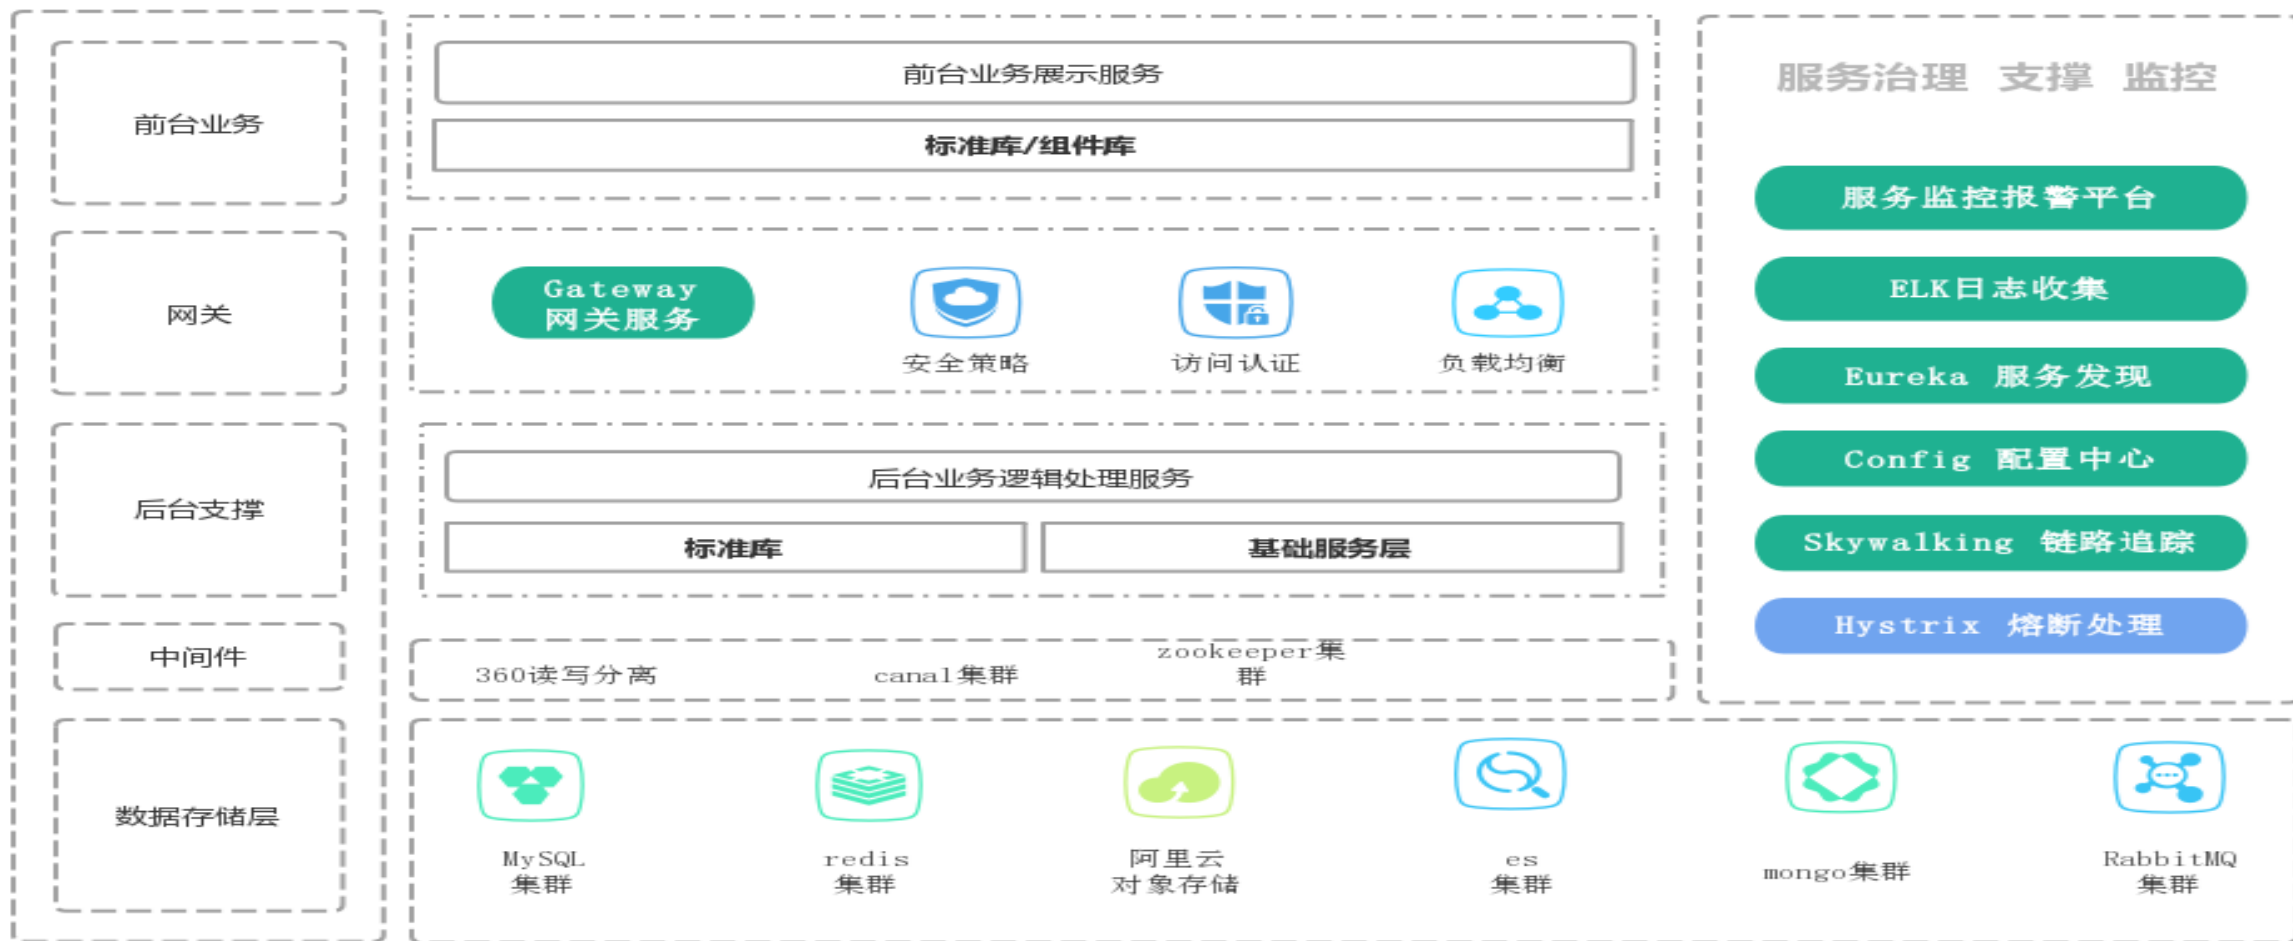 前台业务
网关
后台支撑
中间件
数据存储层
前台业务展示服务
标准库/组件库
Gateway
网关服务
安全策略
访问认证
负载均衡
后台业务逻辑处理服务
标准库
基础服务层
360读写分离
canal集群
zookeeper集
群
MySQL
集群
redis
集群
阿里云
对象存储
es
集群
mongo集群
RabbitMQ
集群
服务治理 支撑 监控
服务监控报警平台
ELK日志收集
Eureka 服务发现
Config 配置中心
Skywalking 链路追踪
Hystrix 熔断处理